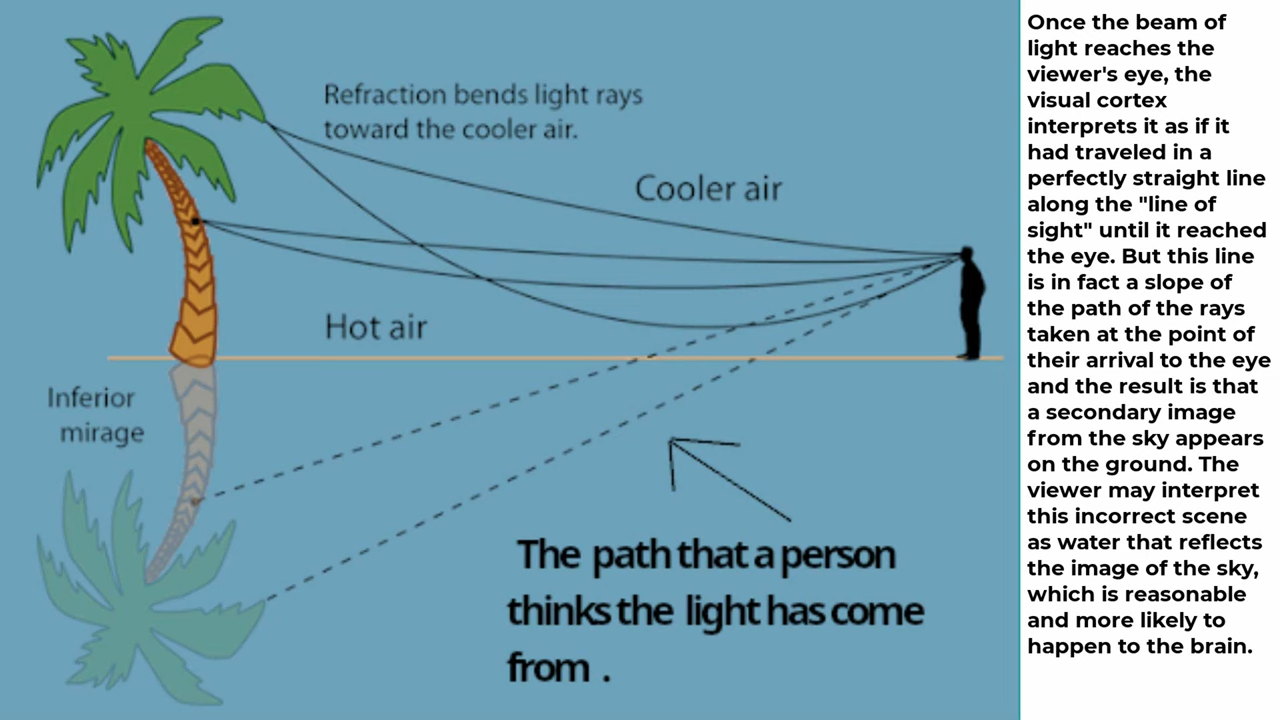 Refraction bends light rays
toward the cooler air.
Cooler air
Hot air
Inferior
mirage
The path that a person
thinks the light has come
from .
Once the beam of
light reaches the
viewer's eye, the
visual cortex
interprets it as if it
had traveled in a
perfectly straight line
along the "line of
sight" until it reached
the eye. But this line
is in fact a slope of
the path of the rays
taken at the point of
their arrival to the eye
and the result is that
a secondary image
from the sky appears
on the ground. The
viewer may interpret
this incorrect scene
as water that reflects
the image of the sky,
which is reasonable
and more likely to
happen to the brain.